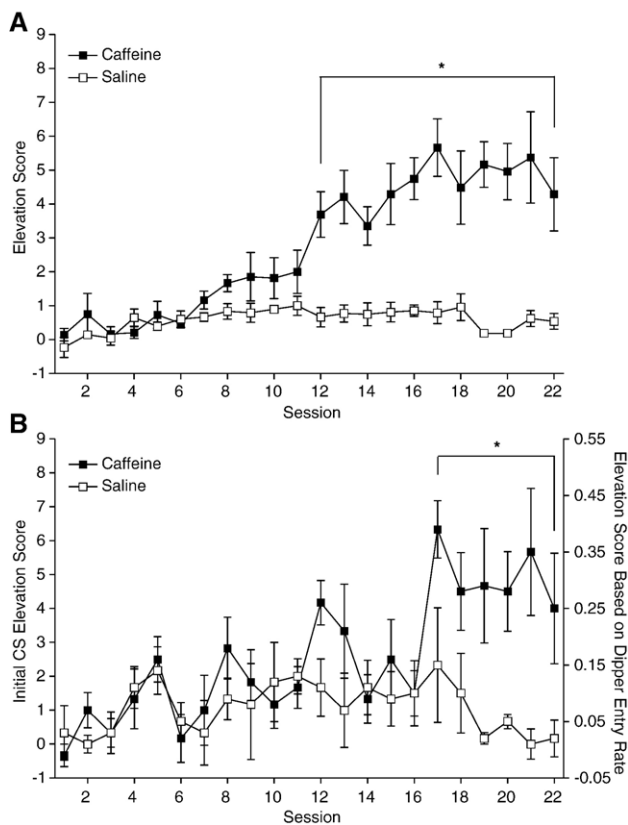 A
9
8
7
6
5
4
3
2
1
0
-1
Elevation Score
Caffeine
Saline
*
2 4 6 8 10 12 14 16 18 20 22
Session
B
9
8
7
6
5
4
3
2
1
0
-1
Initial CS Elevation Score
Caffeine
Saline
*
0.55
0.45
0.35
0.25
0.15
0.05
-0.05
Elevation Score Based on Dipper Entry Rate
2 4 6 8 10 12 14 16 18 20 22
Session